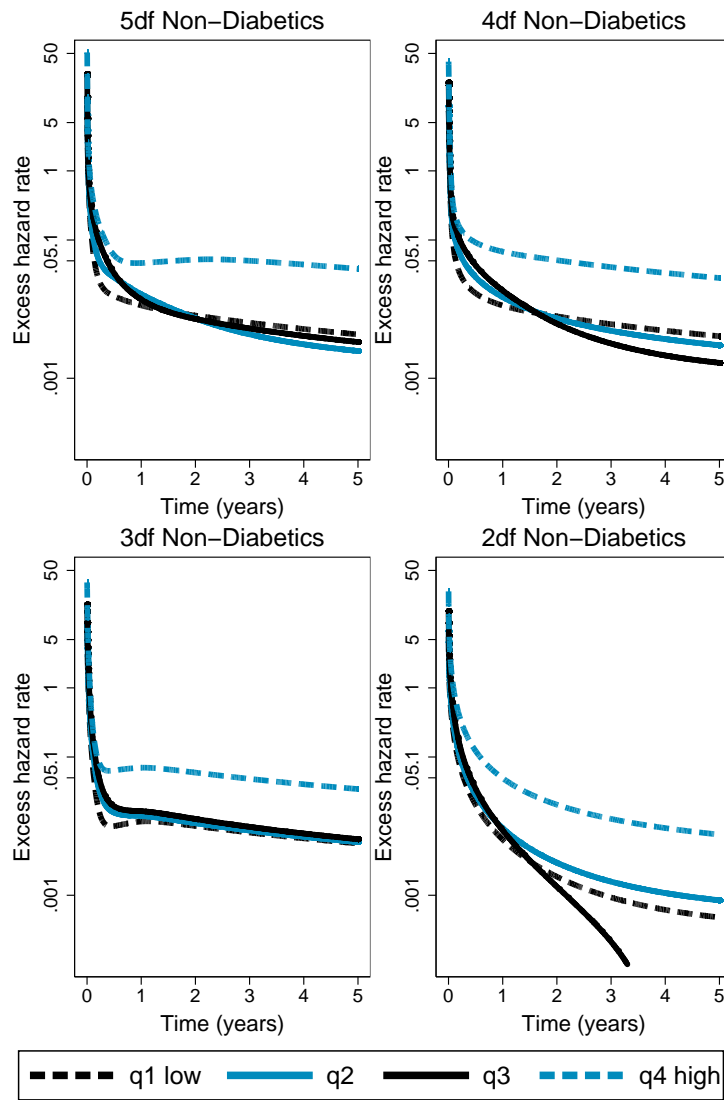 5df Non−Diabetics
4df Non−Diabetics
Excess hazard rate
50
5
1
.05.1
.001
0 1 2 3 4 5
Time (years)
Excess hazard rate
50
5
1
.05.1
.001
0 1 2 3 4 5
Time (years)
3df Non−Diabetics
2df Non−Diabetics
Excess hazard rate
50
5
1
.05.1
.001
0 1 2 3 4 5
Time (years)
Excess hazard rate
50
5
1
.05.1
.001
0 1 2 3 4 5
Time (years)
q1 low q2 q3 q4 high